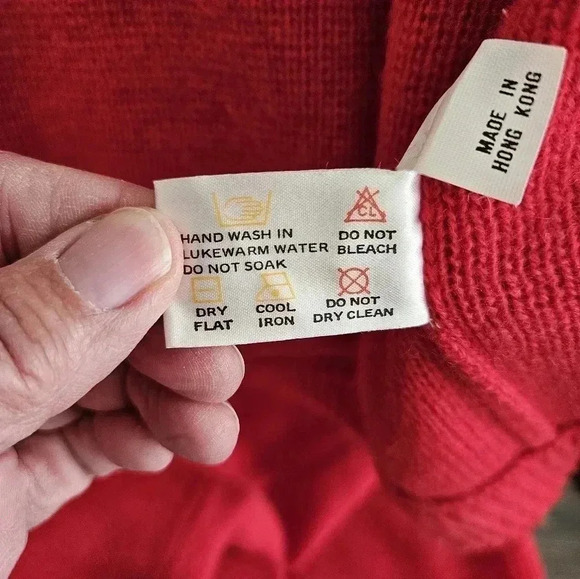 MADE IN
HONG KONG
CL
HAND WASH IN
LUKEWARM WATER
DO NOT SOAK
DO NOT
BLEACH
DRY
FLAT
COOL
IRON
DO NOT
DRY CLEAN